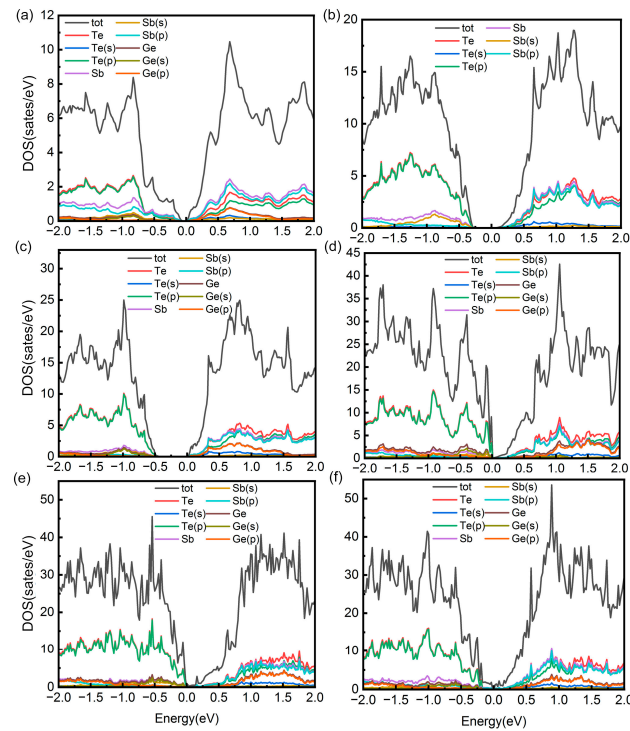 (a)
12
10
8
6
4
2
0
DOS(sates/eV)
tot
Te
Te(s)
Te(p)
Sb
Sb(s)
Sb(p)
Ge
Ge(s)
Ge(p)
−2.0 −1.5 −1.0 −0.5 0.0 0.5 1.0 1.5 2.0
(b)
20
15
10
5
0
tot
Te
Te(s)
Te(p)
Sb
Sb(s)
Sb(p)
−2.0 −1.5 −1.0 −0.5 0.0 0.5 1.0 1.5 2.0
(c)
30
25
20
15
10
5
0
DOS(sates/eV)
tot
Te
Te(s)
Te(p)
Sb
Sb(s)
Sb(p)
Ge
Ge(s)
Ge(p)
−2.0 −1.5 −1.0 −0.5 0.0 0.5 1.0 1.5 2.0
(d)
45
40
35
30
25
20
15
10
5
0
tot
Te
Te(s)
Te(p)
Sb
Sb(s)
Sb(p)
Ge
Ge(s)
Ge(p)
−2.0 −1.5 −1.0 −0.5 0.0 0.5 1.0 1.5 2.0
(e)
50
40
30
20
10
0
DOS(sates/eV)
tot
Te
Te(s)
Te(p)
Sb
Sb(s)
Sb(p)
Ge
Ge(s)
Ge(p)
−2.0 −1.5 −1.0 −0.5 0.0 0.5 1.0 1.5 2.0
Energy(eV)
(f)
50
40
30
20
10
0
tot
Te
Te(s)
Te(p)
Sb
Sb(s)
Sb(p)
Ge
Ge(s)
Ge(p)
−2.0 −1.5 −1.0 −0.5 0.0 0.5 1.0 1.5 2.0
Energy(eV)